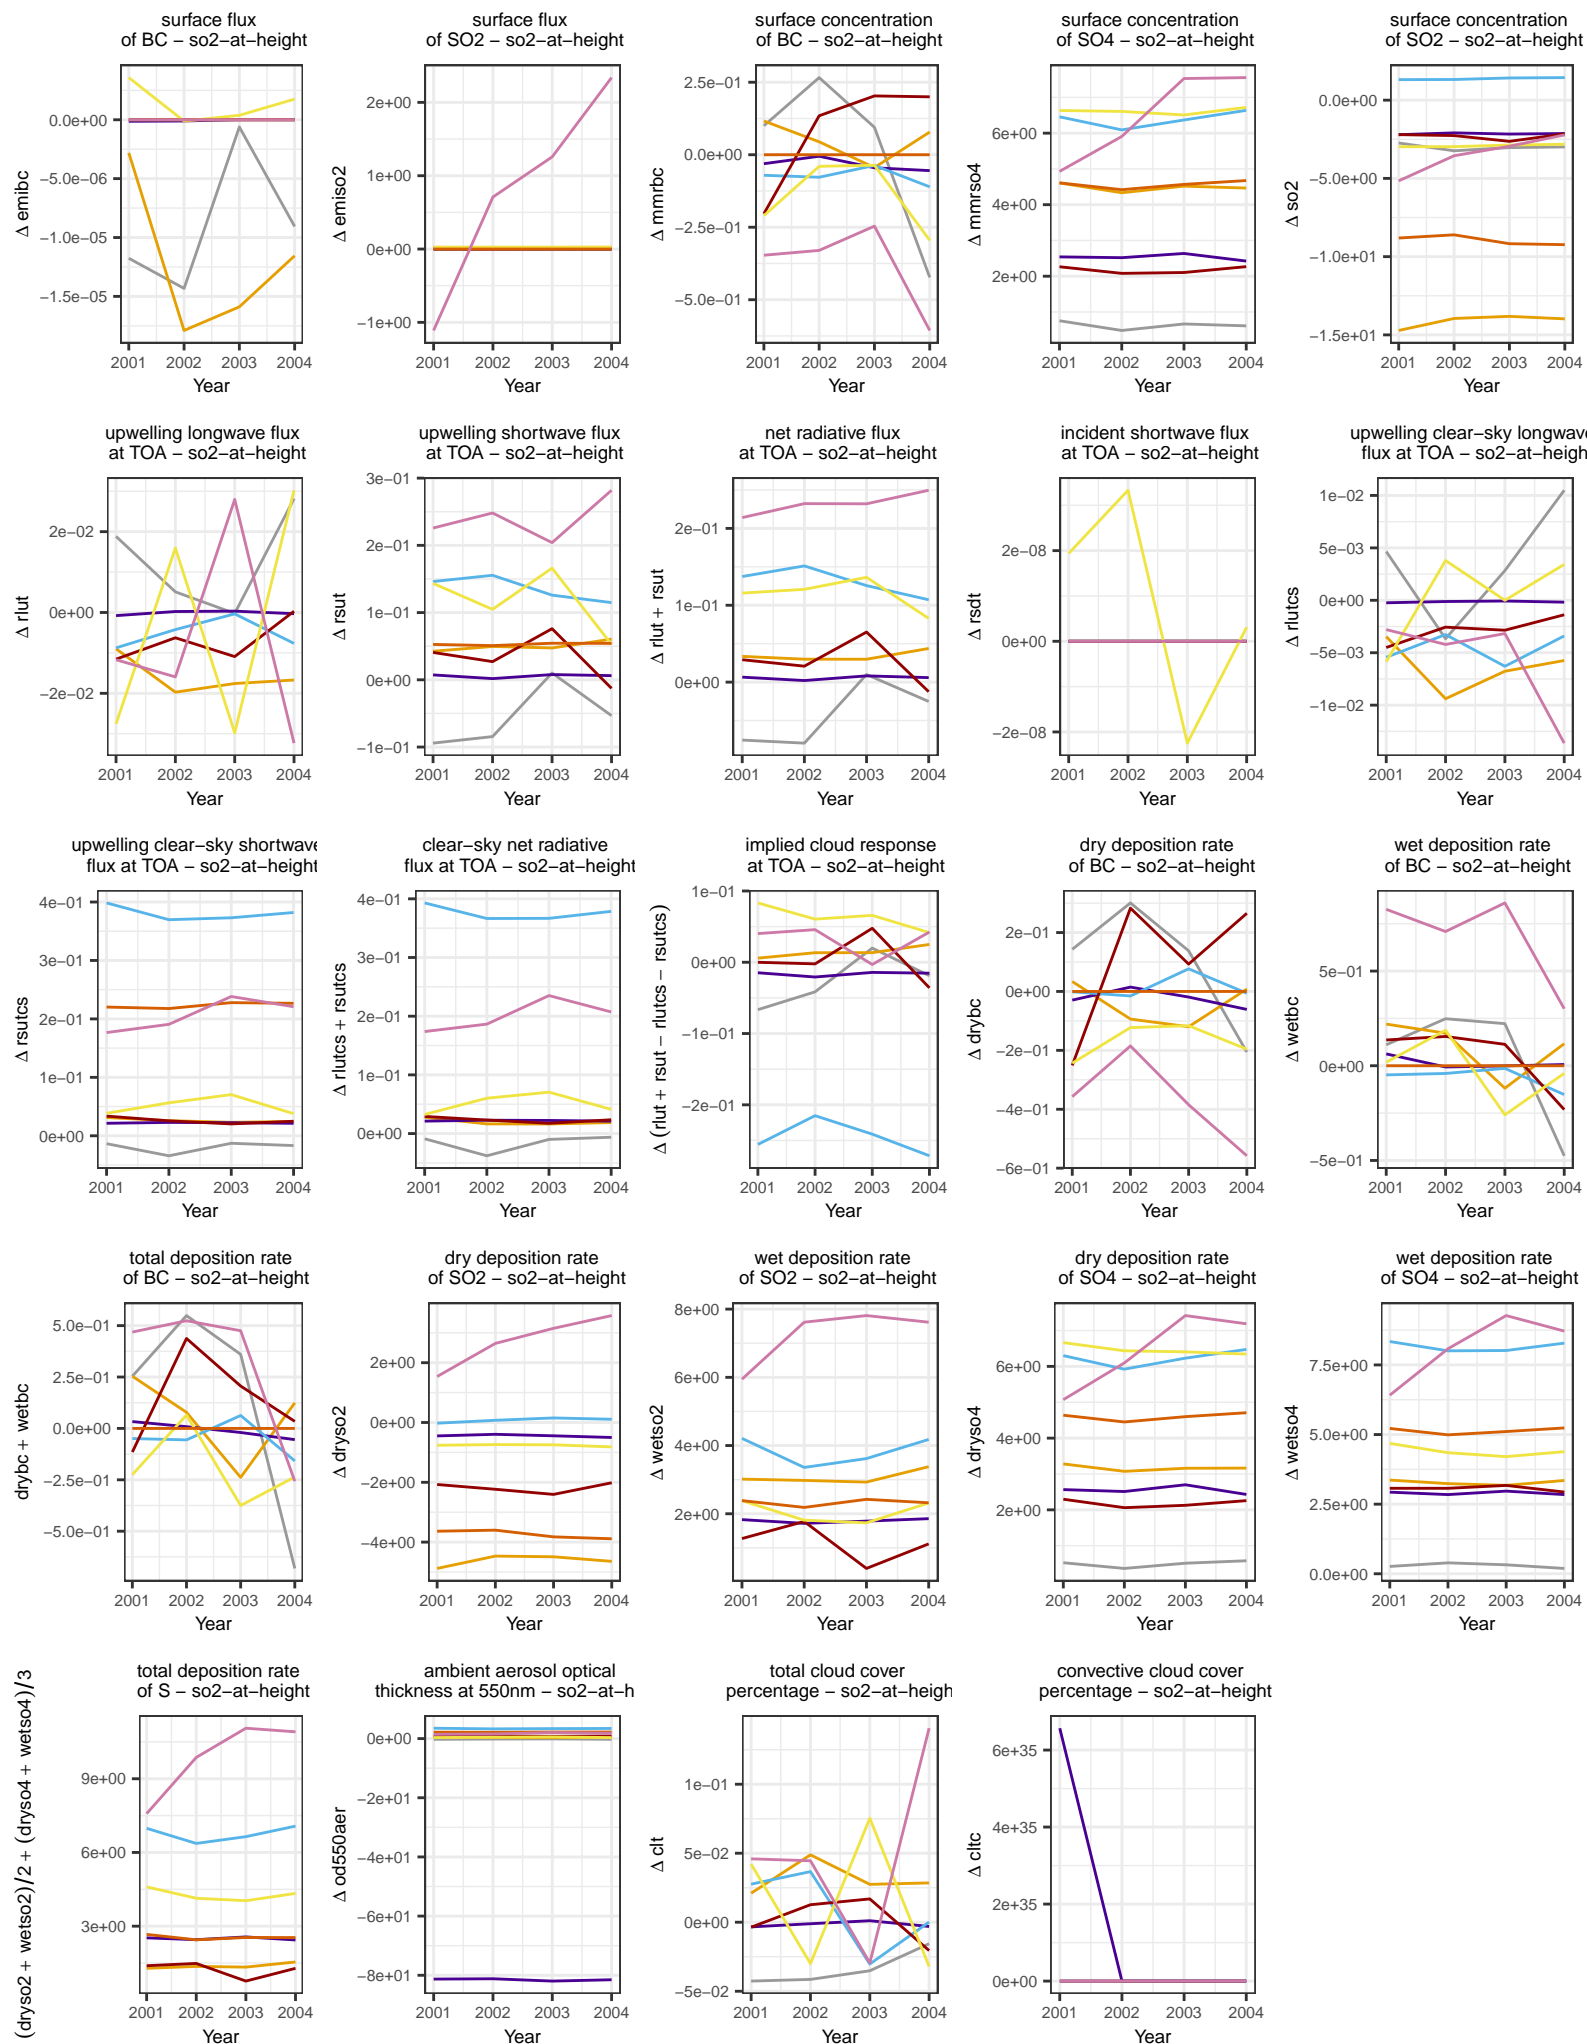 surface flux
of BC − so2−at−height
0.0e+00
−5.0e−06
−1.0e−05
−1.5e−05
2001 2002 2003 2004
Year
Δ emibc
surface flux
of SO2 − so2−at−height
2e+00
1e+00
0e+00
−1e+00
2001 2002 2003 2004
Year
Δ emiso2
surface concentration
of BC − so2−at−height
2.5e−01
0.0e+00
−2.5e−01
−5.0e−01
2001 2002 2003 2004
Year
Δ mmrbc
surface concentration
of SO4 − so2−at−height
6e+00
4e+00
2e+00
2001 2002 2003 2004
Year
Δ mmrso4
surface concentration
of SO2 − so2−at−height
0.0e+00
−5.0e+00
−1.0e+01
−1.5e+01
2001 2002 2003 2004
Year
Δ so2
upwelling longwave flux
at TOA − so2−at−height
2e−02
0e+00
−2e−02
2001 2002 2003 2004
Year
Δ rlut
upwelling shortwave flux
at TOA − so2−at−height
3e−01
2e−01
1e−01
0e+00
−1e−01
2001 2002 2003 2004
Year
Δ rsut
net radiative flux
at TOA − so2−at−height
2e−01
1e−01
0e+00
2001 2002 2003 2004
Year
Δ rlut + rsut
incident shortwave flux
at TOA − so2−at−height
2e−08
0e+00
−2e−08
2001 2002 2003 2004
Year
Δ rsdt
upwelling clear−sky longwave
flux at TOA − so2−at−height
1e−02
5e−03
0e+00
−5e−03
−1e−02
2001 2002 2003 2004
Year
Δ rlutcs
upwelling clear−sky shortwave
flux at TOA − so2−at−height
4e−01
3e−01
2e−01
1e−01
0e+00
2001 2002 2003 2004
Year
Δ rsutcs
clear−sky net radiative
flux at TOA − so2−at−height
4e−01
3e−01
2e−01
1e−01
0e+00
2001 2002 2003 2004
Year
Δ rlutcs + rsutcs
implied cloud response
at TOA − so2−at−height
1e−01
0e+00
−1e−01
−2e−01
2001 2002 2003 2004
Year
Δ (rlut + rsut − rlutcs − rsutcs)
dry deposition rate
of BC − so2−at−height
2e−01
0e+00
−2e−01
−4e−01
−6e−01
2001 2002 2003 2004
Year
Δ drybc
wet deposition rate
of BC − so2−at−height
5e−01
0e+00
−5e−01
2001 2002 2003 2004
Year
Δ wetbc
total deposition rate
of BC − so2−at−height
5.0e−01
2.5e−01
0.0e+00
−2.5e−01
−5.0e−01
2001 2002 2003 2004
Year
drybc + wetbc
dry deposition rate
of SO2 − so2−at−height
2e+00
0e+00
−2e+00
−4e+00
2001 2002 2003 2004
Year
Δ dryso2
wet deposition rate
of SO2 − so2−at−height
8e+00
6e+00
4e+00
2e+00
2001 2002 2003 2004
Year
Δ wetso2
dry deposition rate
of SO4 − so2−at−height
6e+00
4e+00
2e+00
2001 2002 2003 2004
Year
Δ dryso4
wet deposition rate
of SO4 − so2−at−height
7.5e+00
5.0e+00
2.5e+00
0.0e+00
2001 2002 2003 2004
Year
Δ wetso4
total deposition rate
of S − so2−at−height
9e+00
6e+00
3e+00
2001 2002 2003 2004
Year
(dryso2 + wetso2)/2 + (dryso4 + wetso4)/3
ambient aerosol optical
thickness at 550nm − so2−at−h
0e+00
−2e+01
−4e+01
−6e+01
−8e+01
2001 2002 2003 2004
Year
Δ od550aer
total cloud cover
percentage − so2−at−heigh
1e−01
5e−02
0e+00
−5e−02
2001 2002 2003 2004
Year
Δ clt
convective cloud cover
percentage − so2−at−height
6e+35
4e+35
2e+35
0e+00
2001 2002 2003 2004
Year
Δ cltc